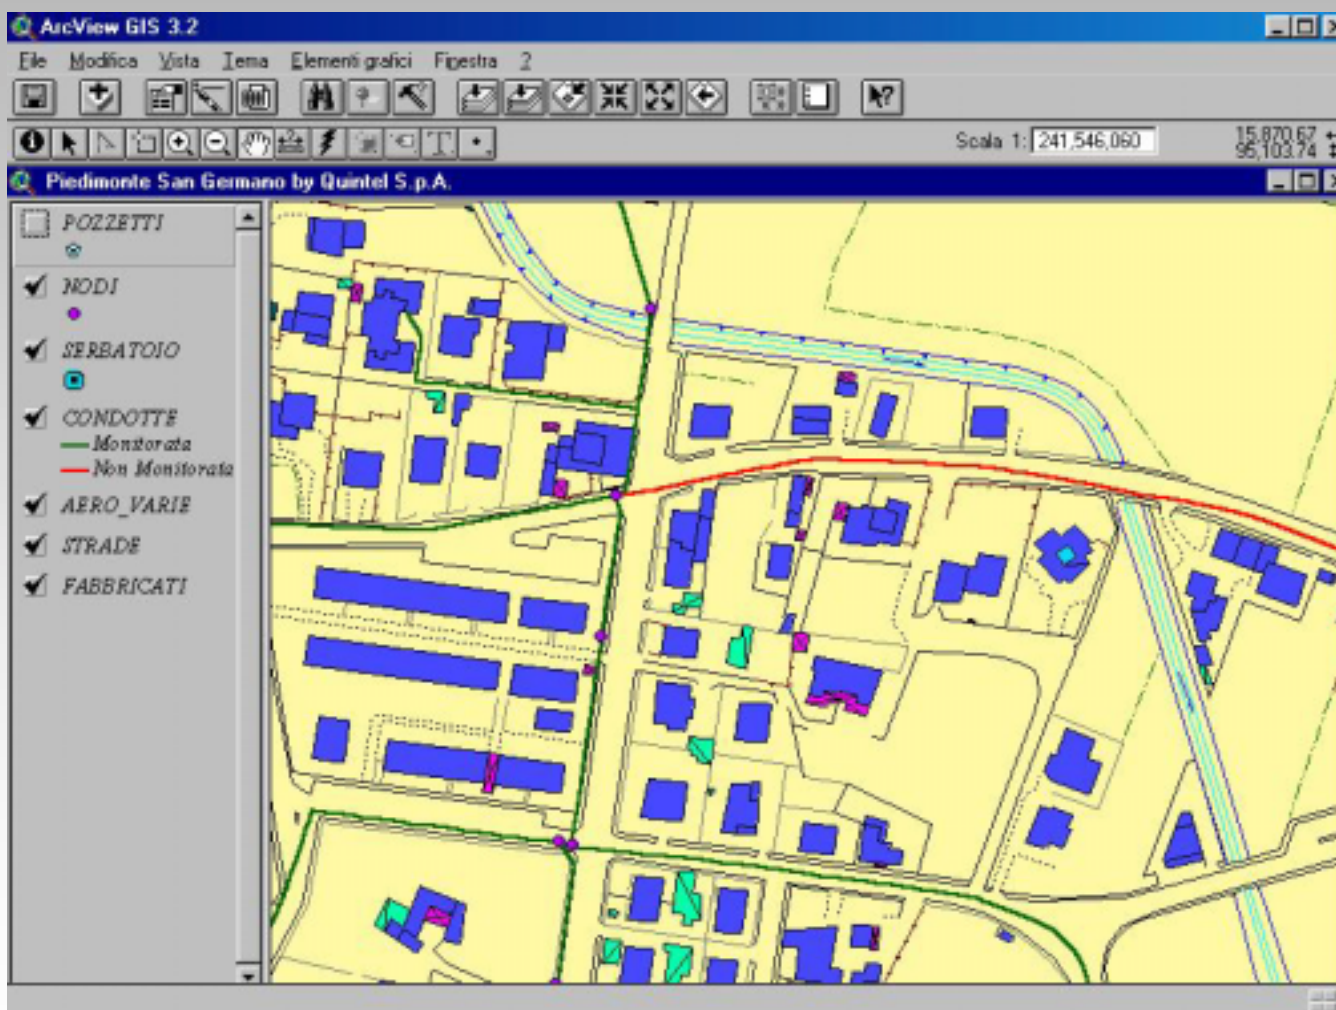 ArcView GIS 3.2
File Modifica Vista Tema Elementi grafici Finestra ?
Scala 1: 241,546,060
15,870.67
95,103.74
Piedimonte San Germano by Quintel S.p.A.
POZZETTI
NODI
SERBATOIO
CONDOTTE
Monitorata
Non Monitorata
AERO_VARIE
STRADE
FABBRICATI